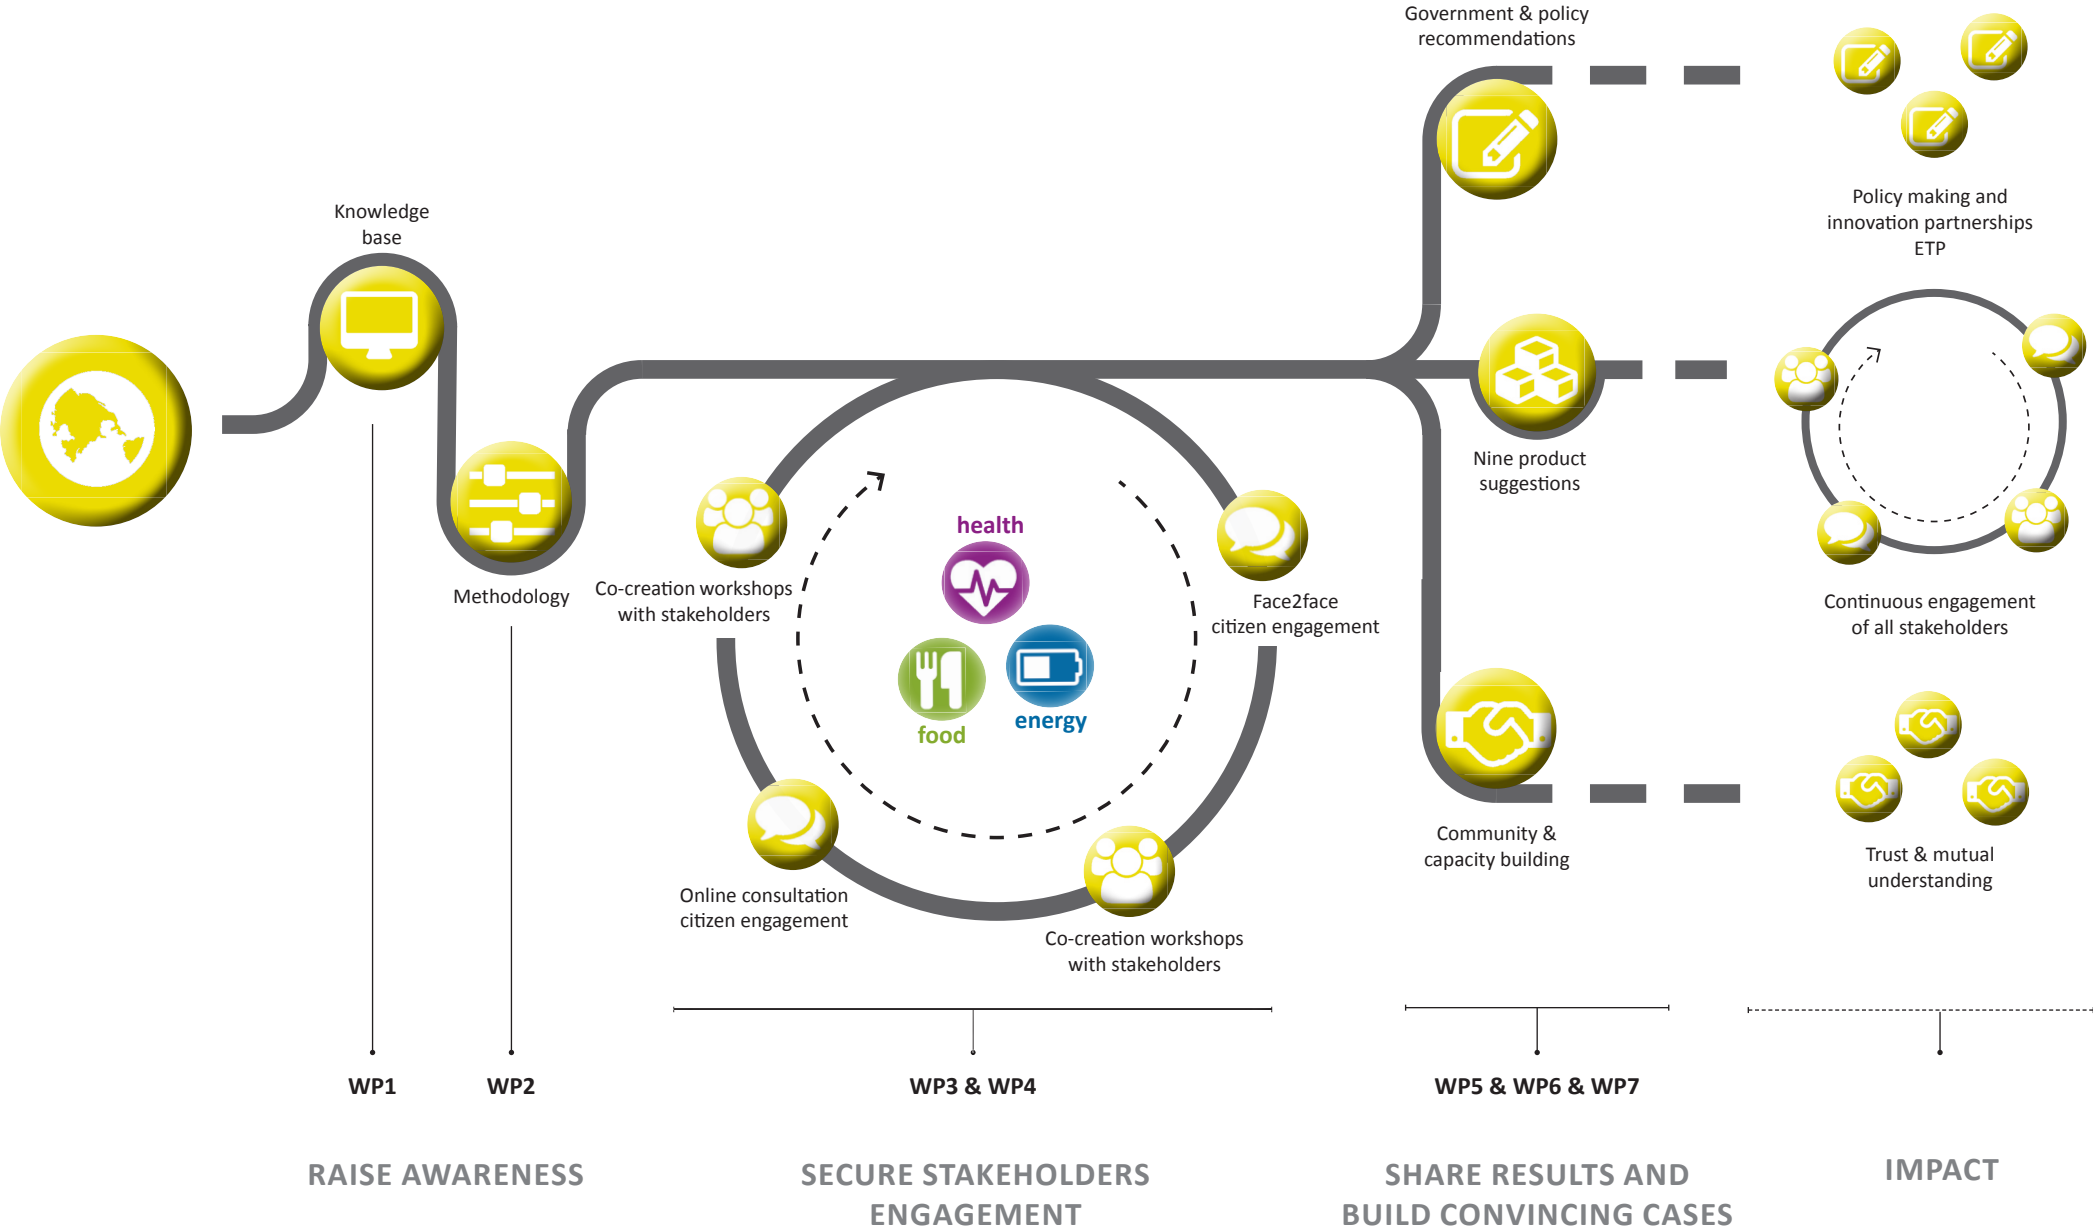 Government & policy
recommendations
Knowledge
base
Policy making and
innovation partnerships
ETP
Nine product
suggestions
health
Methodology
Co-creation workshops
with stakeholders
Face2face
citizen engagement
Continuous engagement
of all stakeholders
energy
food
Community &
capacity building
Trust & mutual
understanding
Online consultation
citizen engagement
Co-creation workshops
with stakeholders
WP1
WP2
WP3 & WP4
WP5 & WP6 & WP7
RAISE AWARENESS
SECURE STAKEHOLDERS
ENGAGEMENT
SHARE RESULTS AND
BUILD CONVINCING CASES
IMPACT